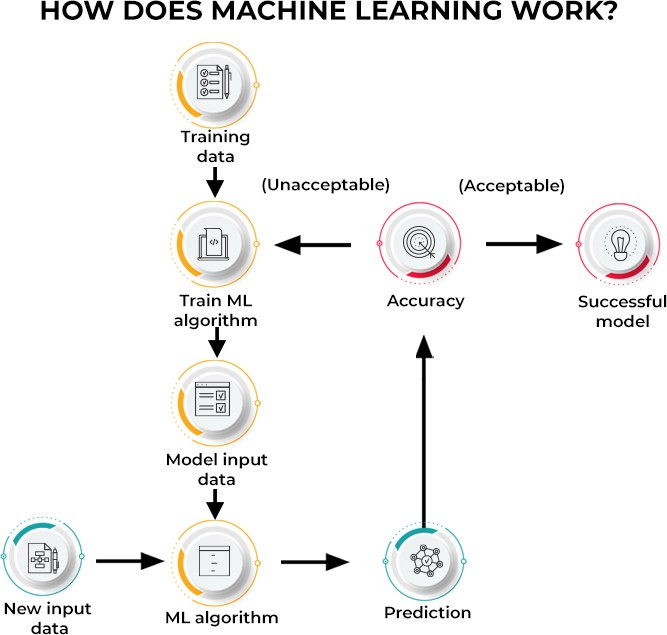 HOW DOES MACHINE LEARNING WORK?
Training
data
(Unacceptable)
(Acceptable)
Train ML
algorithm
Accuracy
Successful
model
Model input
data
New input
data
ML algorithm
Prediction